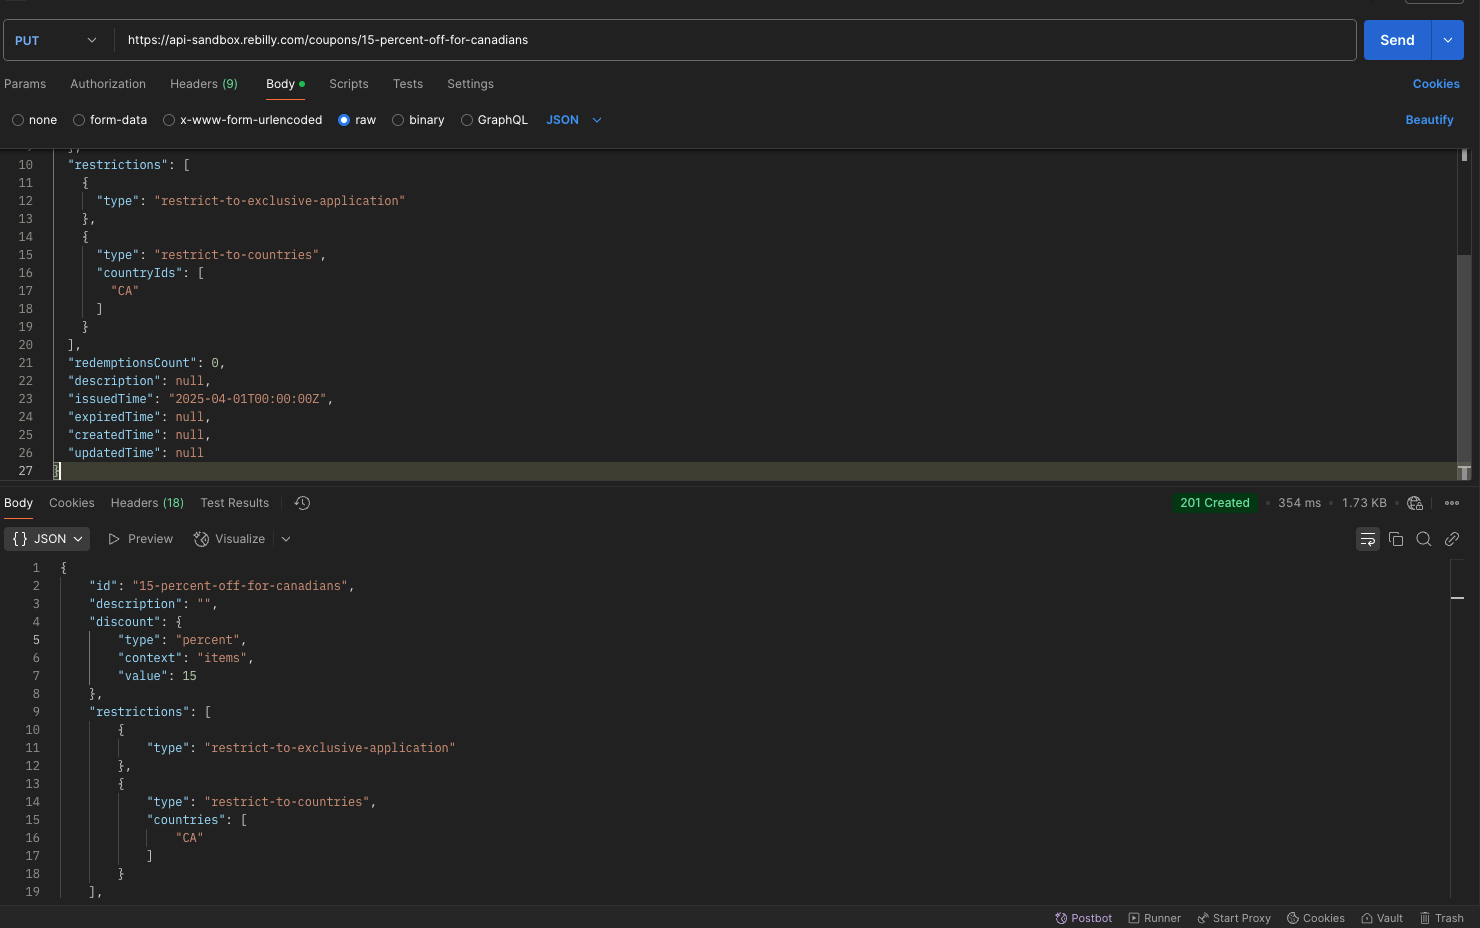 PUT https://api-sandbox.rebilly.com/coupons/15-percent-off-for-canadians Send
Params Authorization Headers (9) Body Scripts Tests Settings Cookies
none form-data x-www-form-urlencoded raw binary GraphQL JSON Beautify
10 "restrictions": [
11 {
12 "type": "restrict-to-exclusive-application"
13 },
14 {
15 "type": "restrict-to-countries",
16 "countryIds": [
17 "CA"
18 ]
19 }
20 ],
21 "redemptionsCount": 0,
22 "description": null,
23 "issuedTime": "2025-04-01T00:00:00Z",
24 "expiredTime": null,
25 "createdTime": null,
26 "updatedTime": null
27 }
Body Cookies Headers (18) Test Results 201 Created • 354 ms • 1.73 KB •
{} JSON Preview Visualize
1 {
2 "id": "15-percent-off-for-canadians",
3 "description": "",
4 "discount": {
5 "type": "percent",
6 "context": "items",
7 "value": 15
8 },
9 "restrictions": [
10 {
11 "type": "restrict-to-exclusive-application"
12 },
13 {
14 "type": "restrict-to-countries",
15 "countries": [
16 "CA"
17 ]
18 }
19 ],
Postbot Runner Start Proxy Cookies Vault Trash